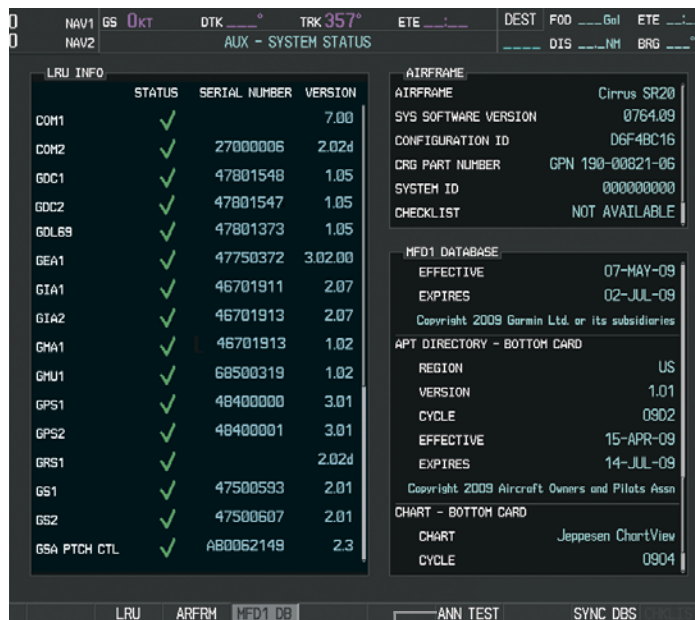 0 NAV1 GS 0KT DTK ___° TRK 357° ETE __:__ DEST FOD ___Gal ETE __:
0 NAV2 AUX - SYSTEM STATUS ____ DIS __._NM BRG ___°
LRU INFO
STATUS SERIAL NUMBER VERSION
COM1 ✓ 7.00
COM2 ✓ 27000006 2.02d
GDC1 ✓ 47801548 1.05
GDC2 ✓ 47801547 1.05
GDL69 ✓ 47801373 1.05
GEA1 ✓ 47750372 3.02.00
GIA1 ✓ 46701911 2.07
GIA2 ✓ 46701913 2.07
GMA1 ✓ 46701913 1.02
GMU1 ✓ 68500319 1.02
GPS1 ✓ 48400000 3.01
GPS2 ✓ 48400001 3.01
GRS1 ✓ 2.02d
GS1 ✓ 47500593 2.01
GS2 ✓ 47500607 2.01
GSA PTCH CTL ✓ AB0062149 2.3
AIRFRAME
AIRFRAME Cirrus SR20
SYS SOFTWARE VERSION 0764.09
CONFIGURATION ID D6F4BC16
CRG PART NUMBER GPN 190-00821-06
SYSTEM ID 000000000
CHECKLIST NOT AVAILABLE
MFD1 DATABASE
EFFECTIVE 07-MAY-09
EXPIRES 02-JUL-09
Copyright 2009 Garmin Ltd. or its subsidiaries
APT DIRECTORY - BOTTOM CARD
REGION US
VERSION 1.01
CYCLE 09D2
EFFECTIVE 15-APR-09
EXPIRES 14-JUL-09
Copyright 2009 Aircraft Owners and Pilots Assn
CHART - BOTTOM CARD
CHART Jeppesen ChartView
CYCLE 0904
LRU ARFRM MFD1 DB ANN TEST SYNC DBS